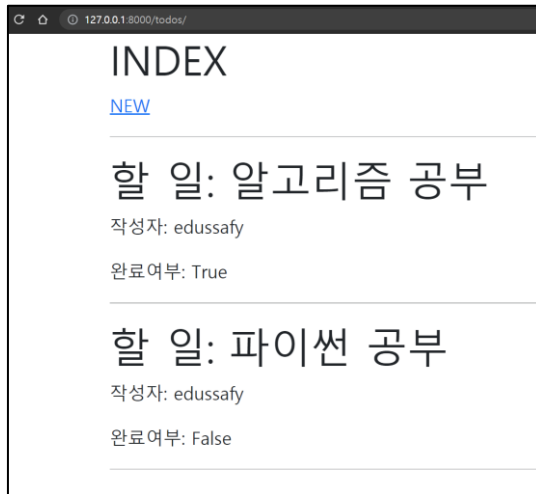 127.0.0.1:8000/todos/
INDEX
NEW
할 일: 알고리즘 공부
작성자: edussafy
완료여부: True
할 일: 파이썬 공부
작성자: edussafy
완료여부: False